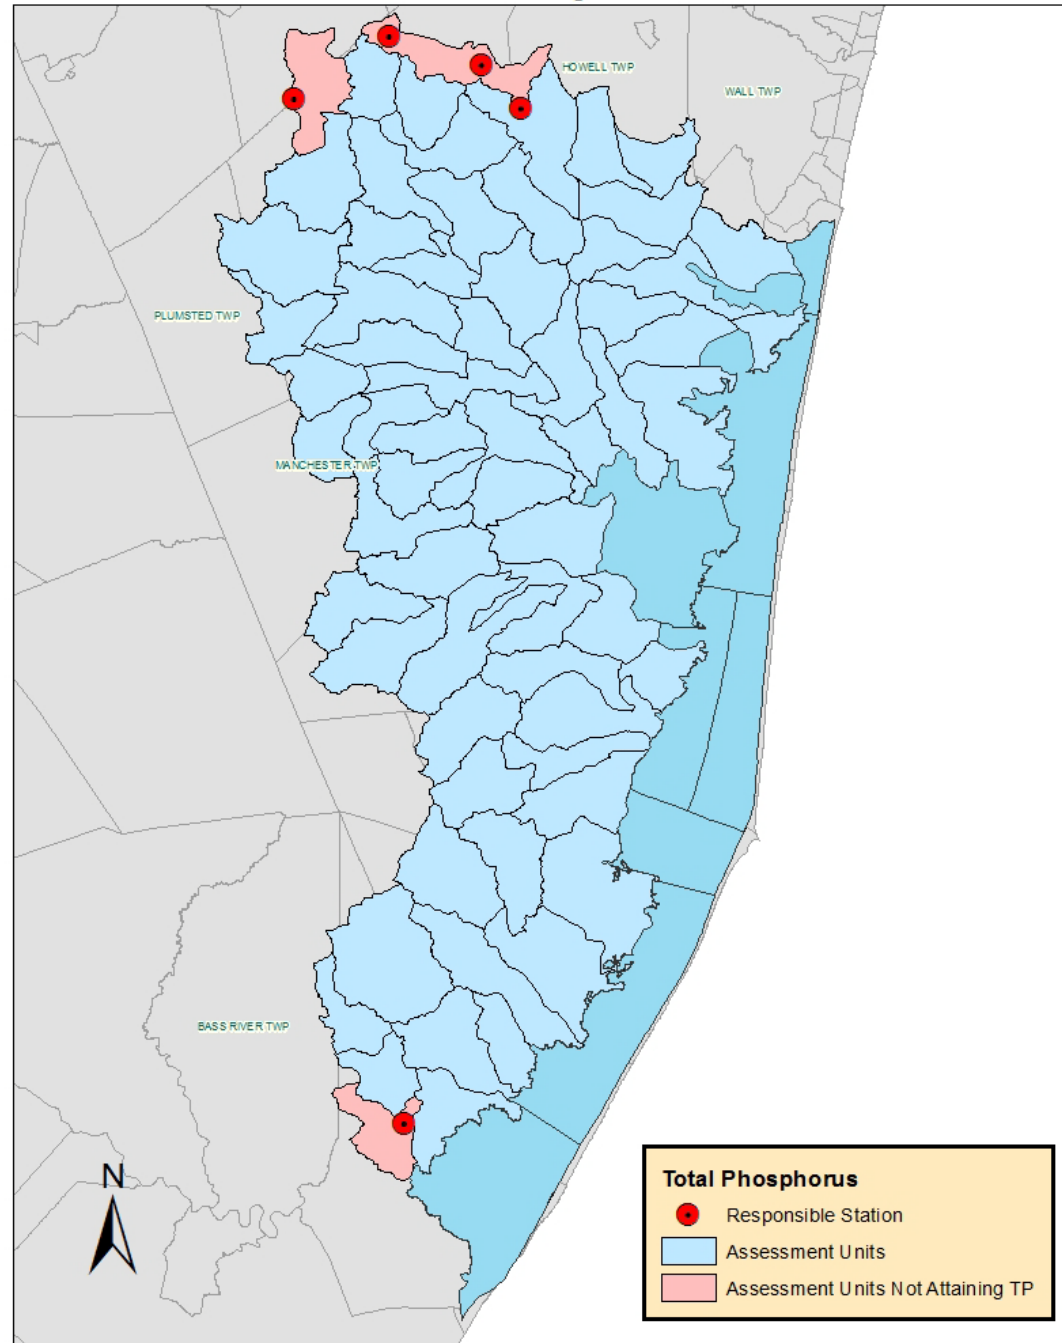 HOWELL TWP
WALL TWP
PLUMSTED TWP
MANCHESTER TWP
BASS RIVER TWP
N
Total Phosphorus
Responsible Station
Assessment Units
Assessment Units Not Attaining TP